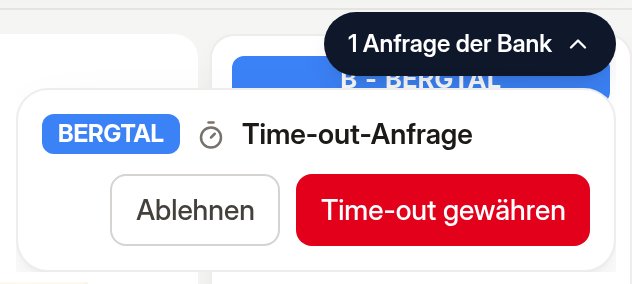 1 Anfrage der Bank
B - BERGTAL
BERGTAL Time-out-Anfrage
Ablehnen Time-out gewähren